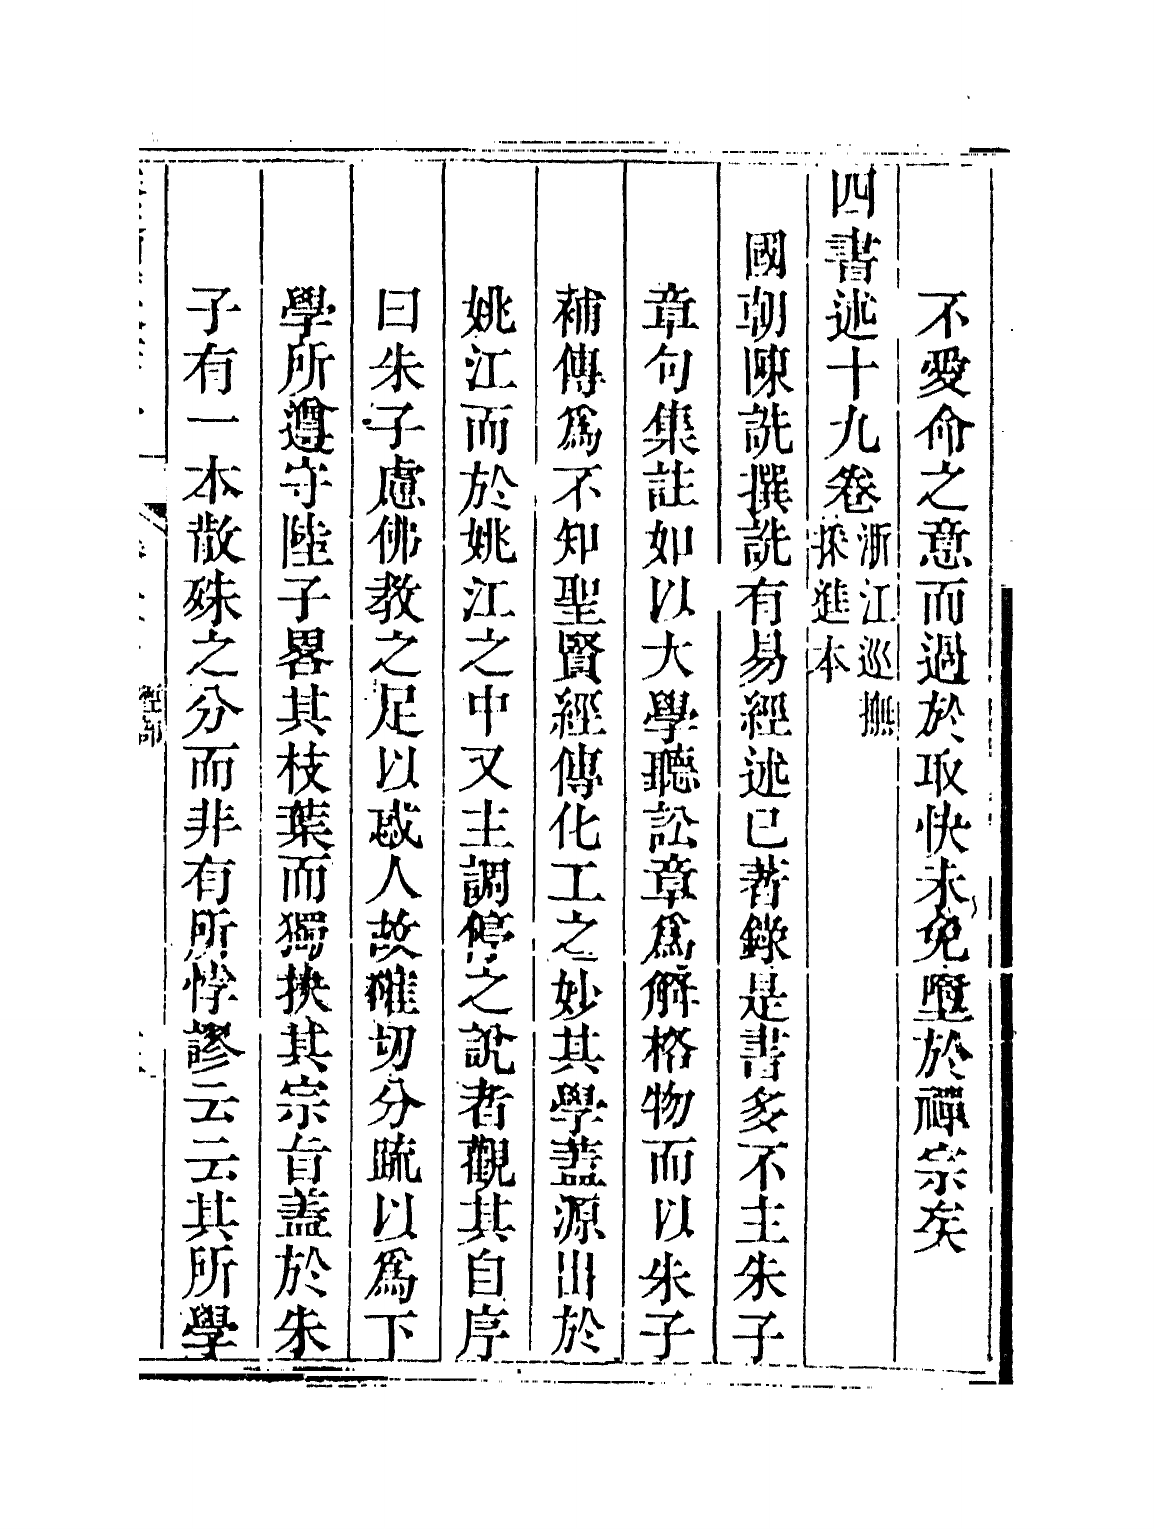 不愛命之意而過於取快未免墮於禪宗矣
四書述十九卷浙江巡撫採進本
國朝陳詵撰詵有易經述已著錄是書多不主朱子
章句集註如以大學聽訟章爲解格物而以朱子
補傳爲不知聖賢經傳化工之妙其學葢源出於
姚江而於姚江之中又主調停之說者觀其自序
曰朱子慮佛教之足以惑人故確切分疏以爲下
學所遵守陸子畧其枝葉而獨抉其宗旨葢於朱
子有一本散殊之分而非有所悖謬云云其所學
經部